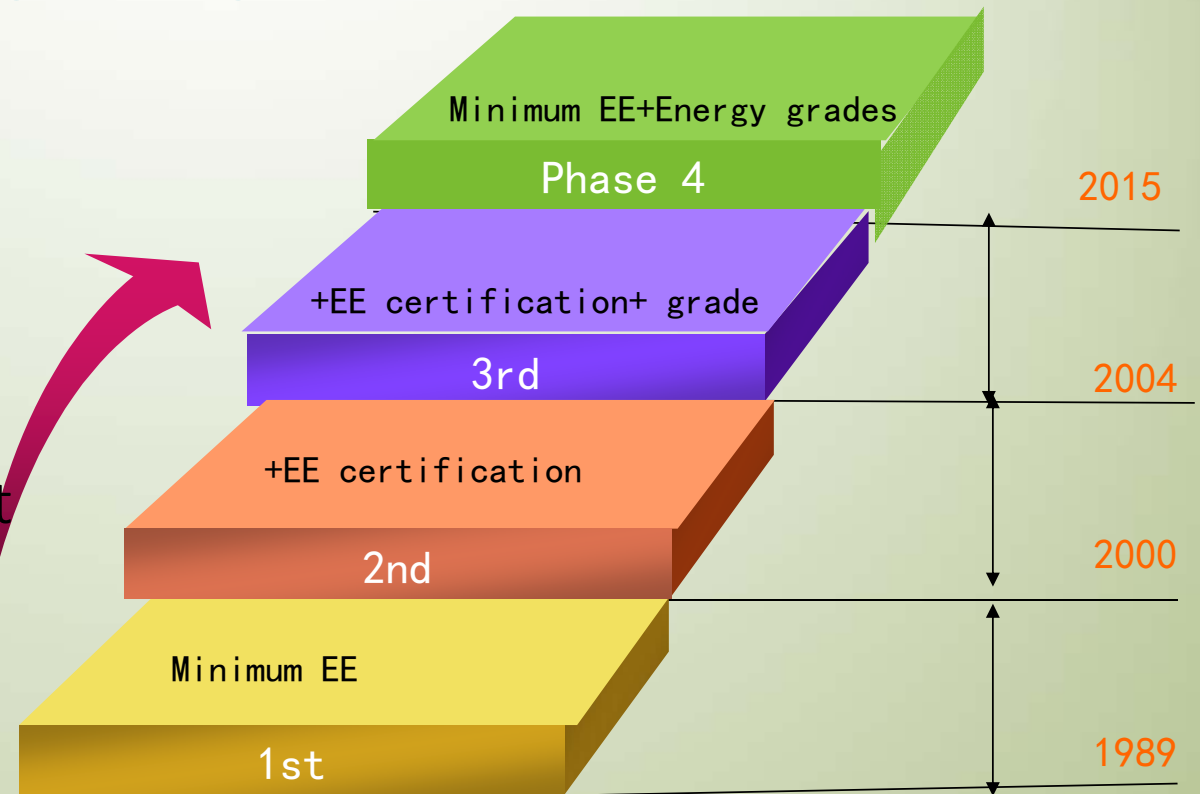 Minimum EE+Energy grades
Phase 4
2015
+EE certification+ grade
3rd
2004
+EE certification
2nd
2000
Minimum EE
1st
1989